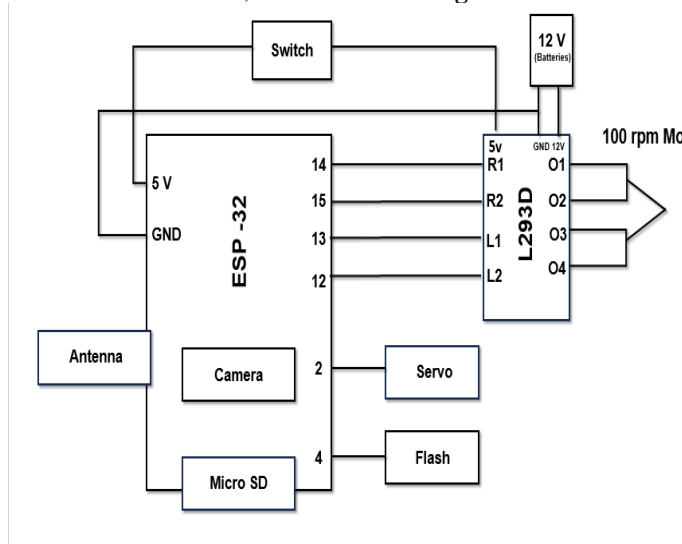 Switch
12 V
(Batteries)
5v
GND 12V
100 rpm Mo
14
R1
O1
5 V
15
R2
O2
ESP -32
L293D
GND
13
L1
O3
12
L2
O4
Antenna
Camera
2
Servo
4
Flash
Micro SD